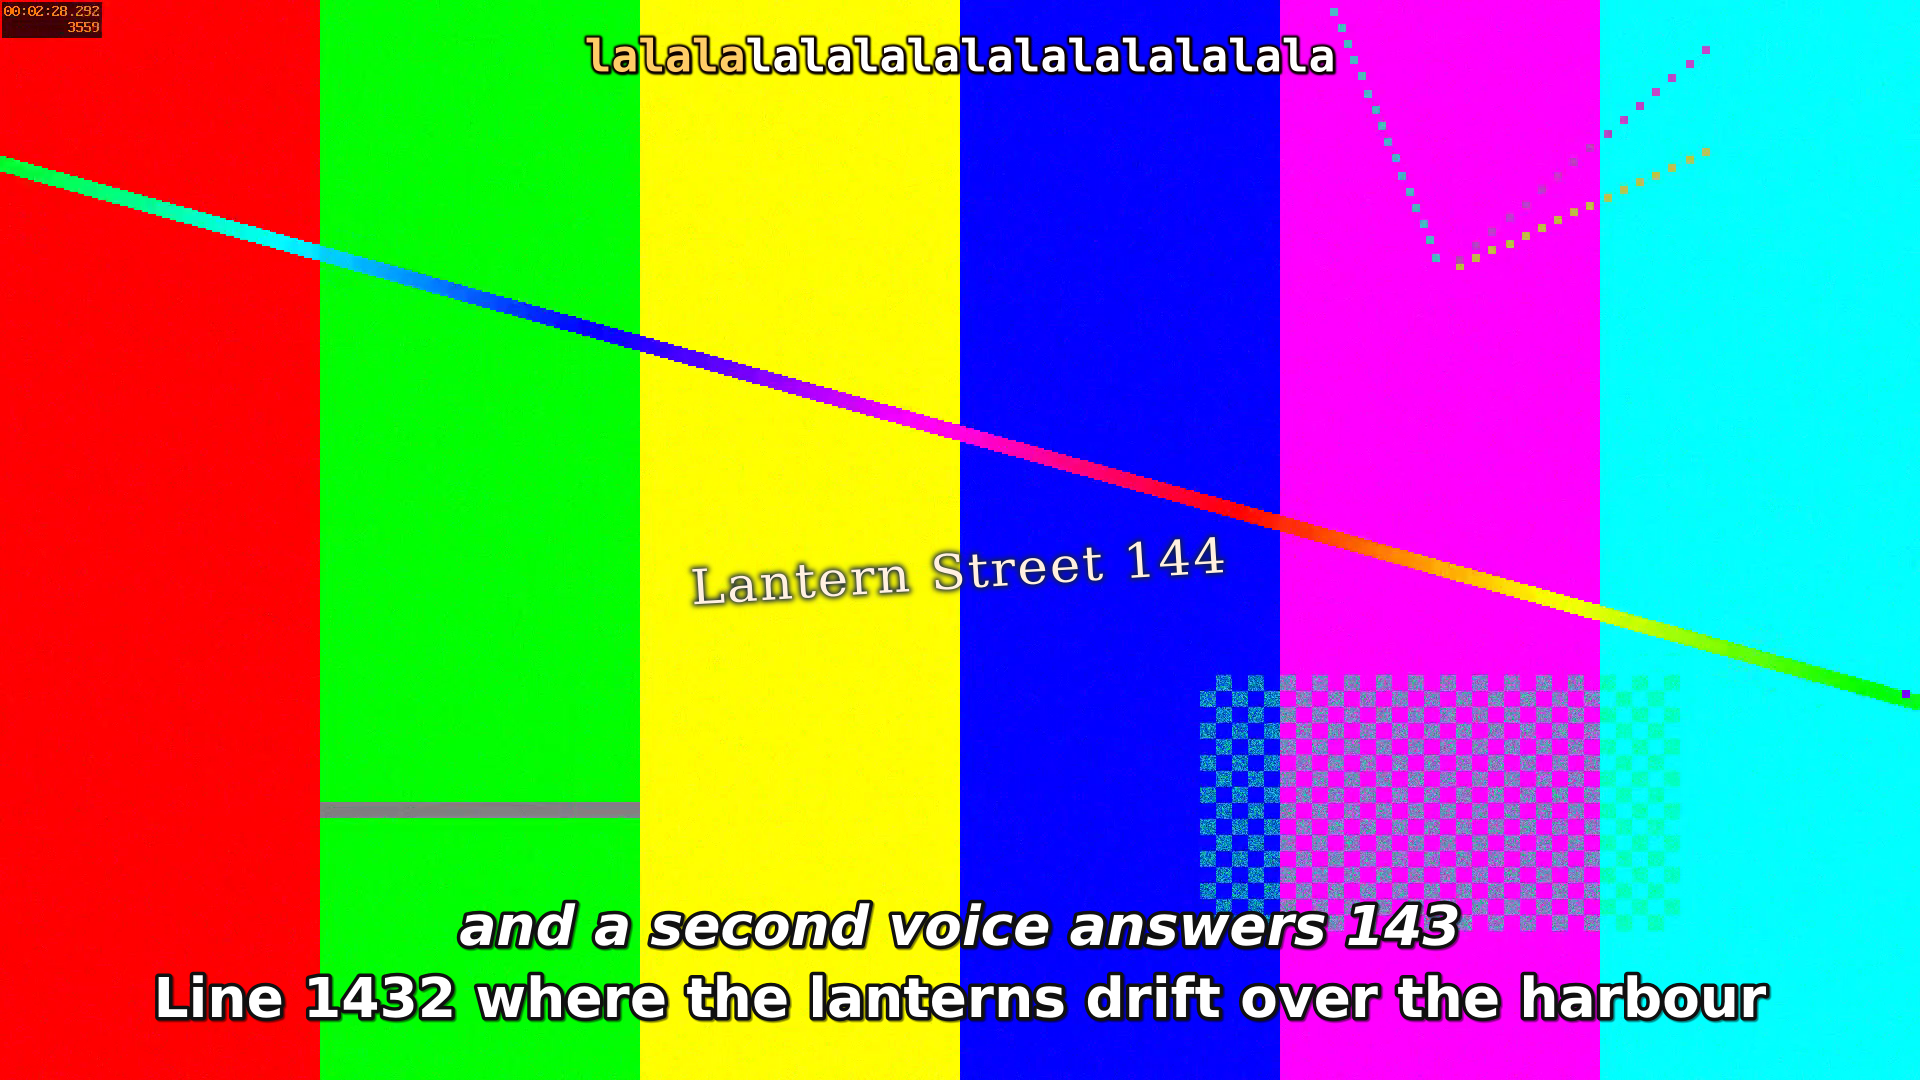 00:02:28.292
3559
lalalalalalalalalalalalalala
Lantern Street 144
and a second voice answers 143
Line 1432 where the lanterns drift over the harbour